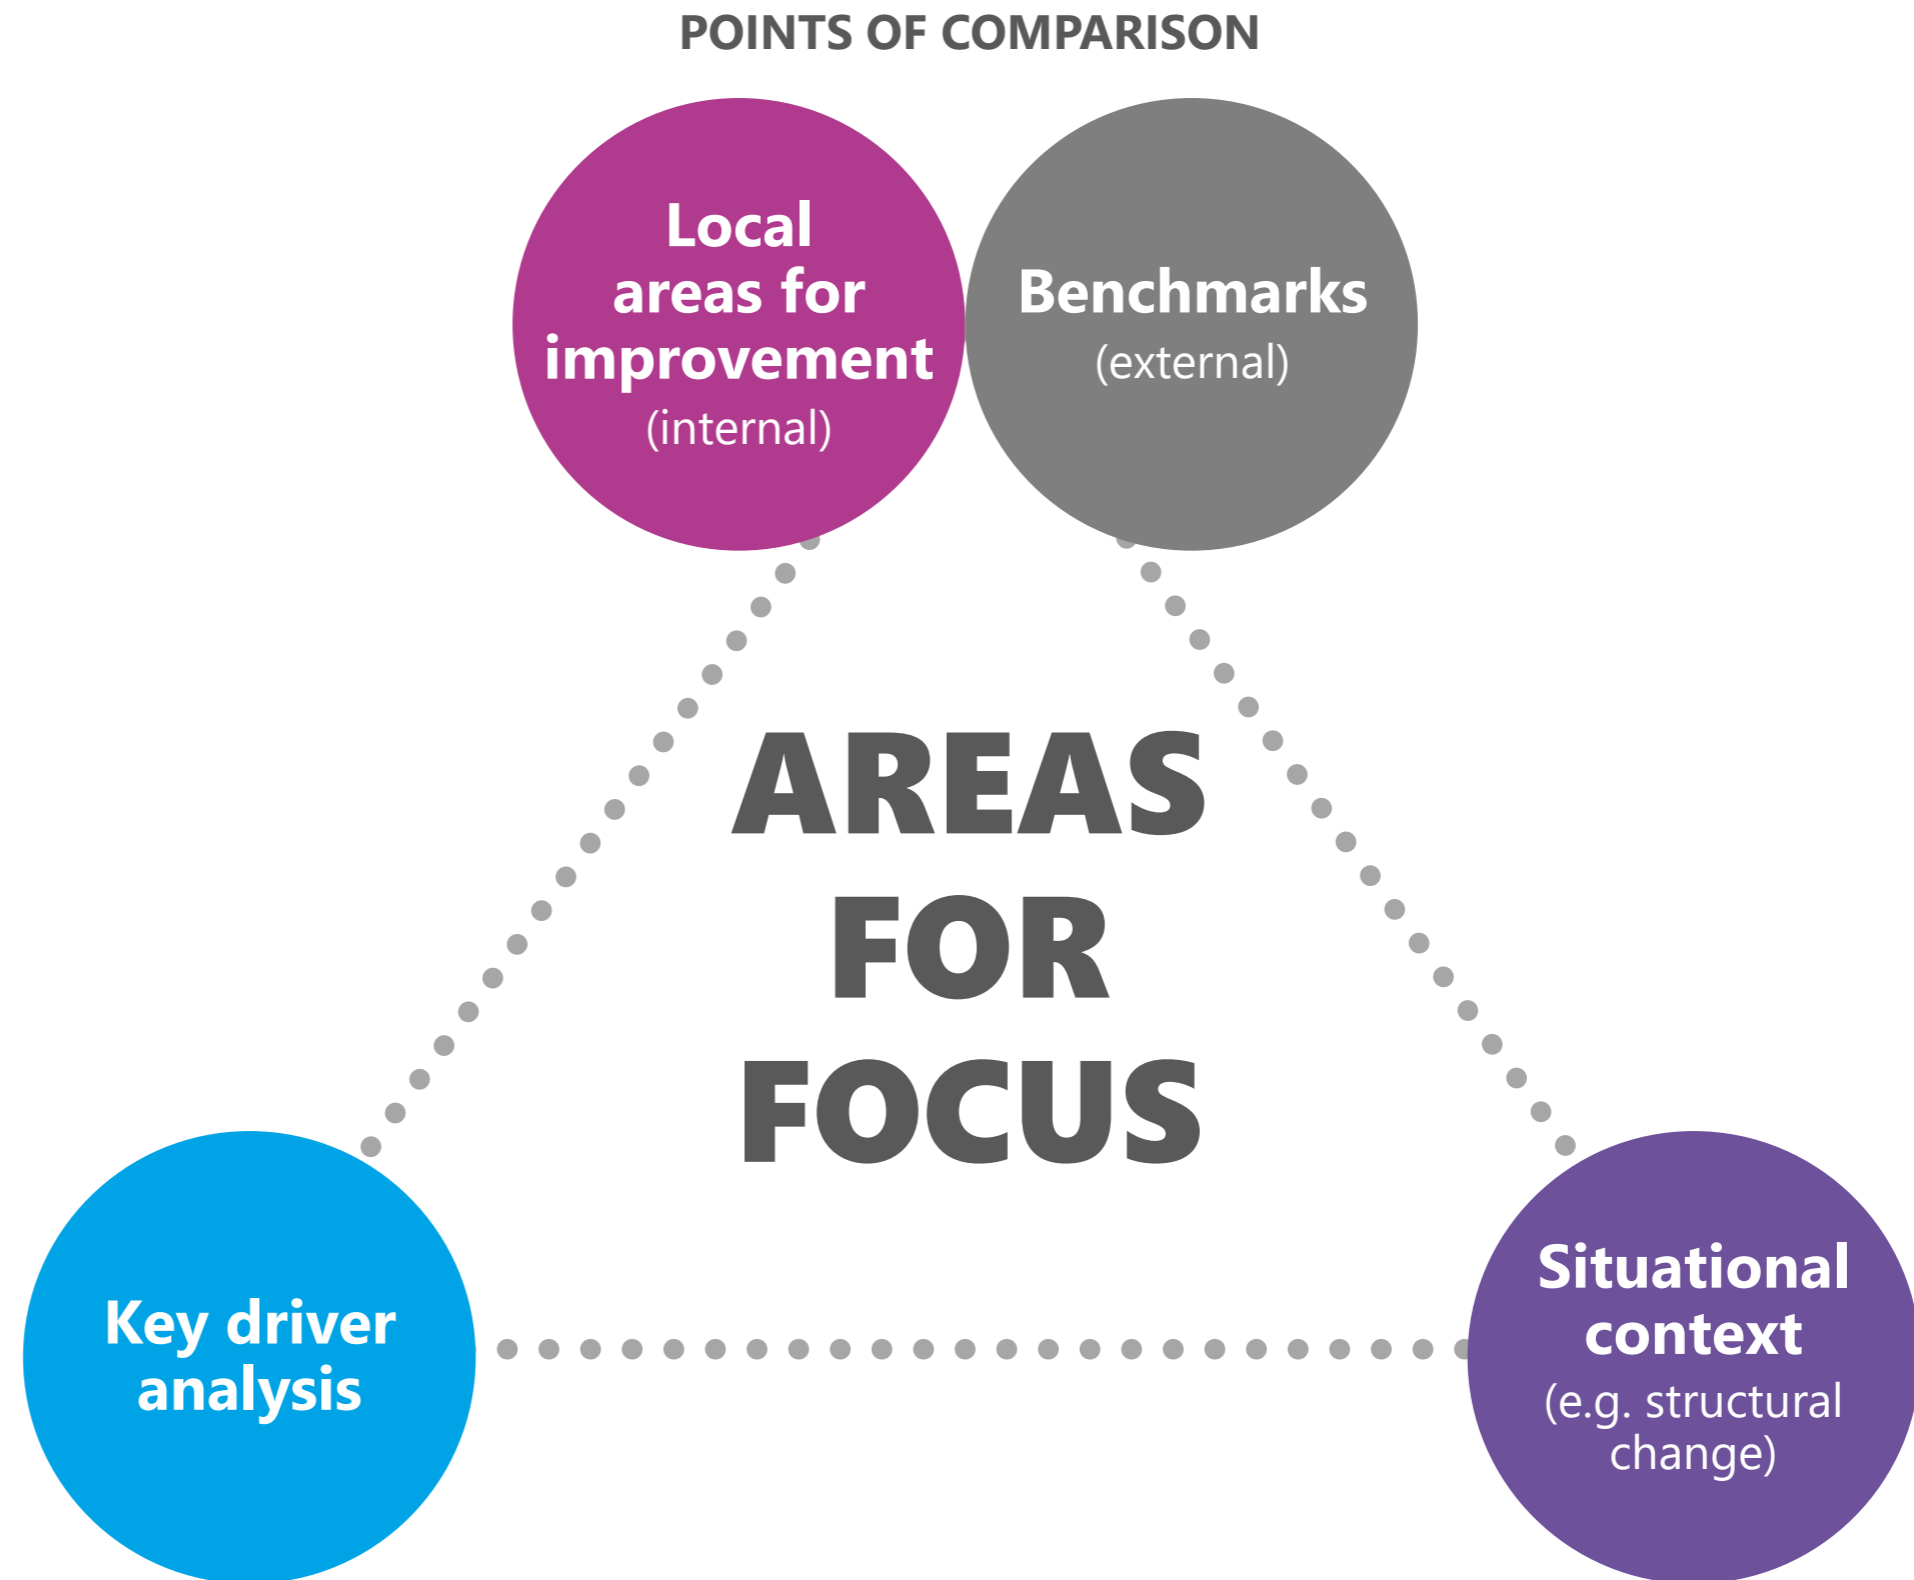 POINTS OF COMPARISON
Local
areas for
improvement
(internal)
Benchmarks
(external)
AREAS
FOR
FOCUS
Key driver
analysis
Situational
context
(e.g. structural
change)